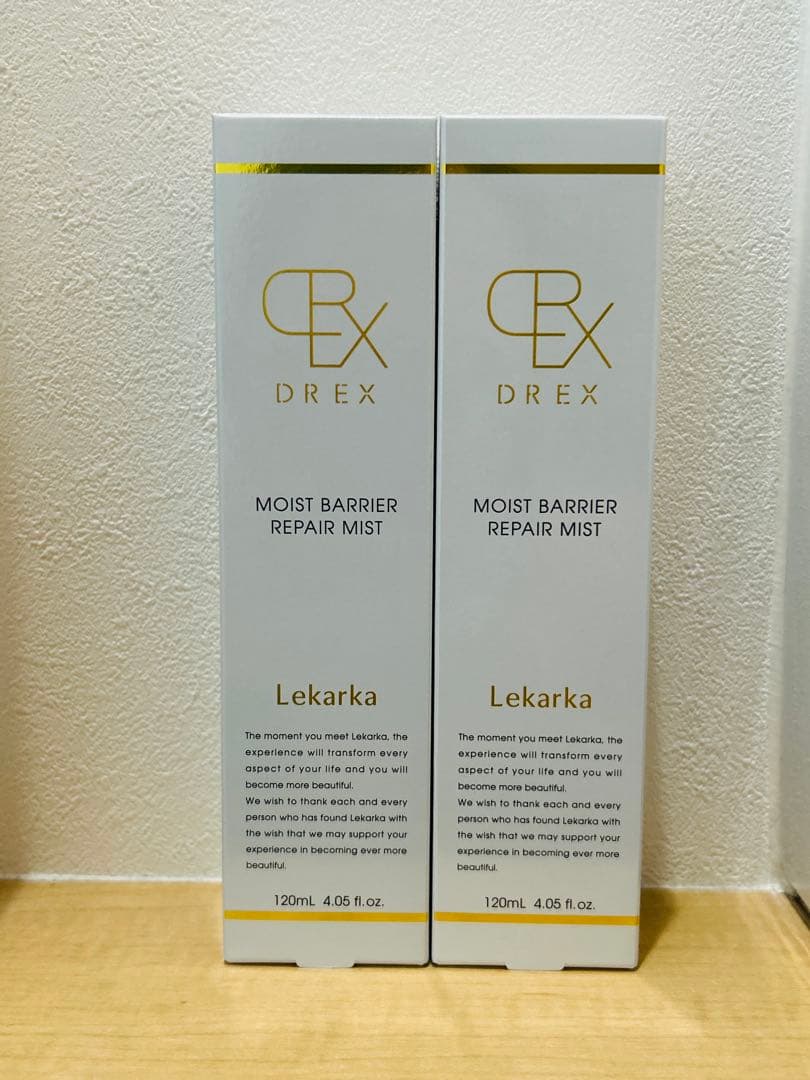 DREX
DREX
MOIST BARRIER
REPAIR MIST
Lekarka
The moment you meet Lekarka, the
experience will transform every
aspect of your life and you will
become more beautiful.
We wish to thank each and every
person who has found Lekarka with
the wish that we may support your
experience in becoming ever more
beautiful.
120mL 4.05 fl.oz.
DREX
DREX
MOIST BARRIER
REPAIR MIST
Lekarka
The moment you meet Lekarka, the
experience will transform every
aspect of your life and you will
become more beautiful.
We wish to thank each and every
person who has found Lekarka with
the wish that we may support your
experience in becoming ever more
beautiful.
120mL 4.05 fl.oz.